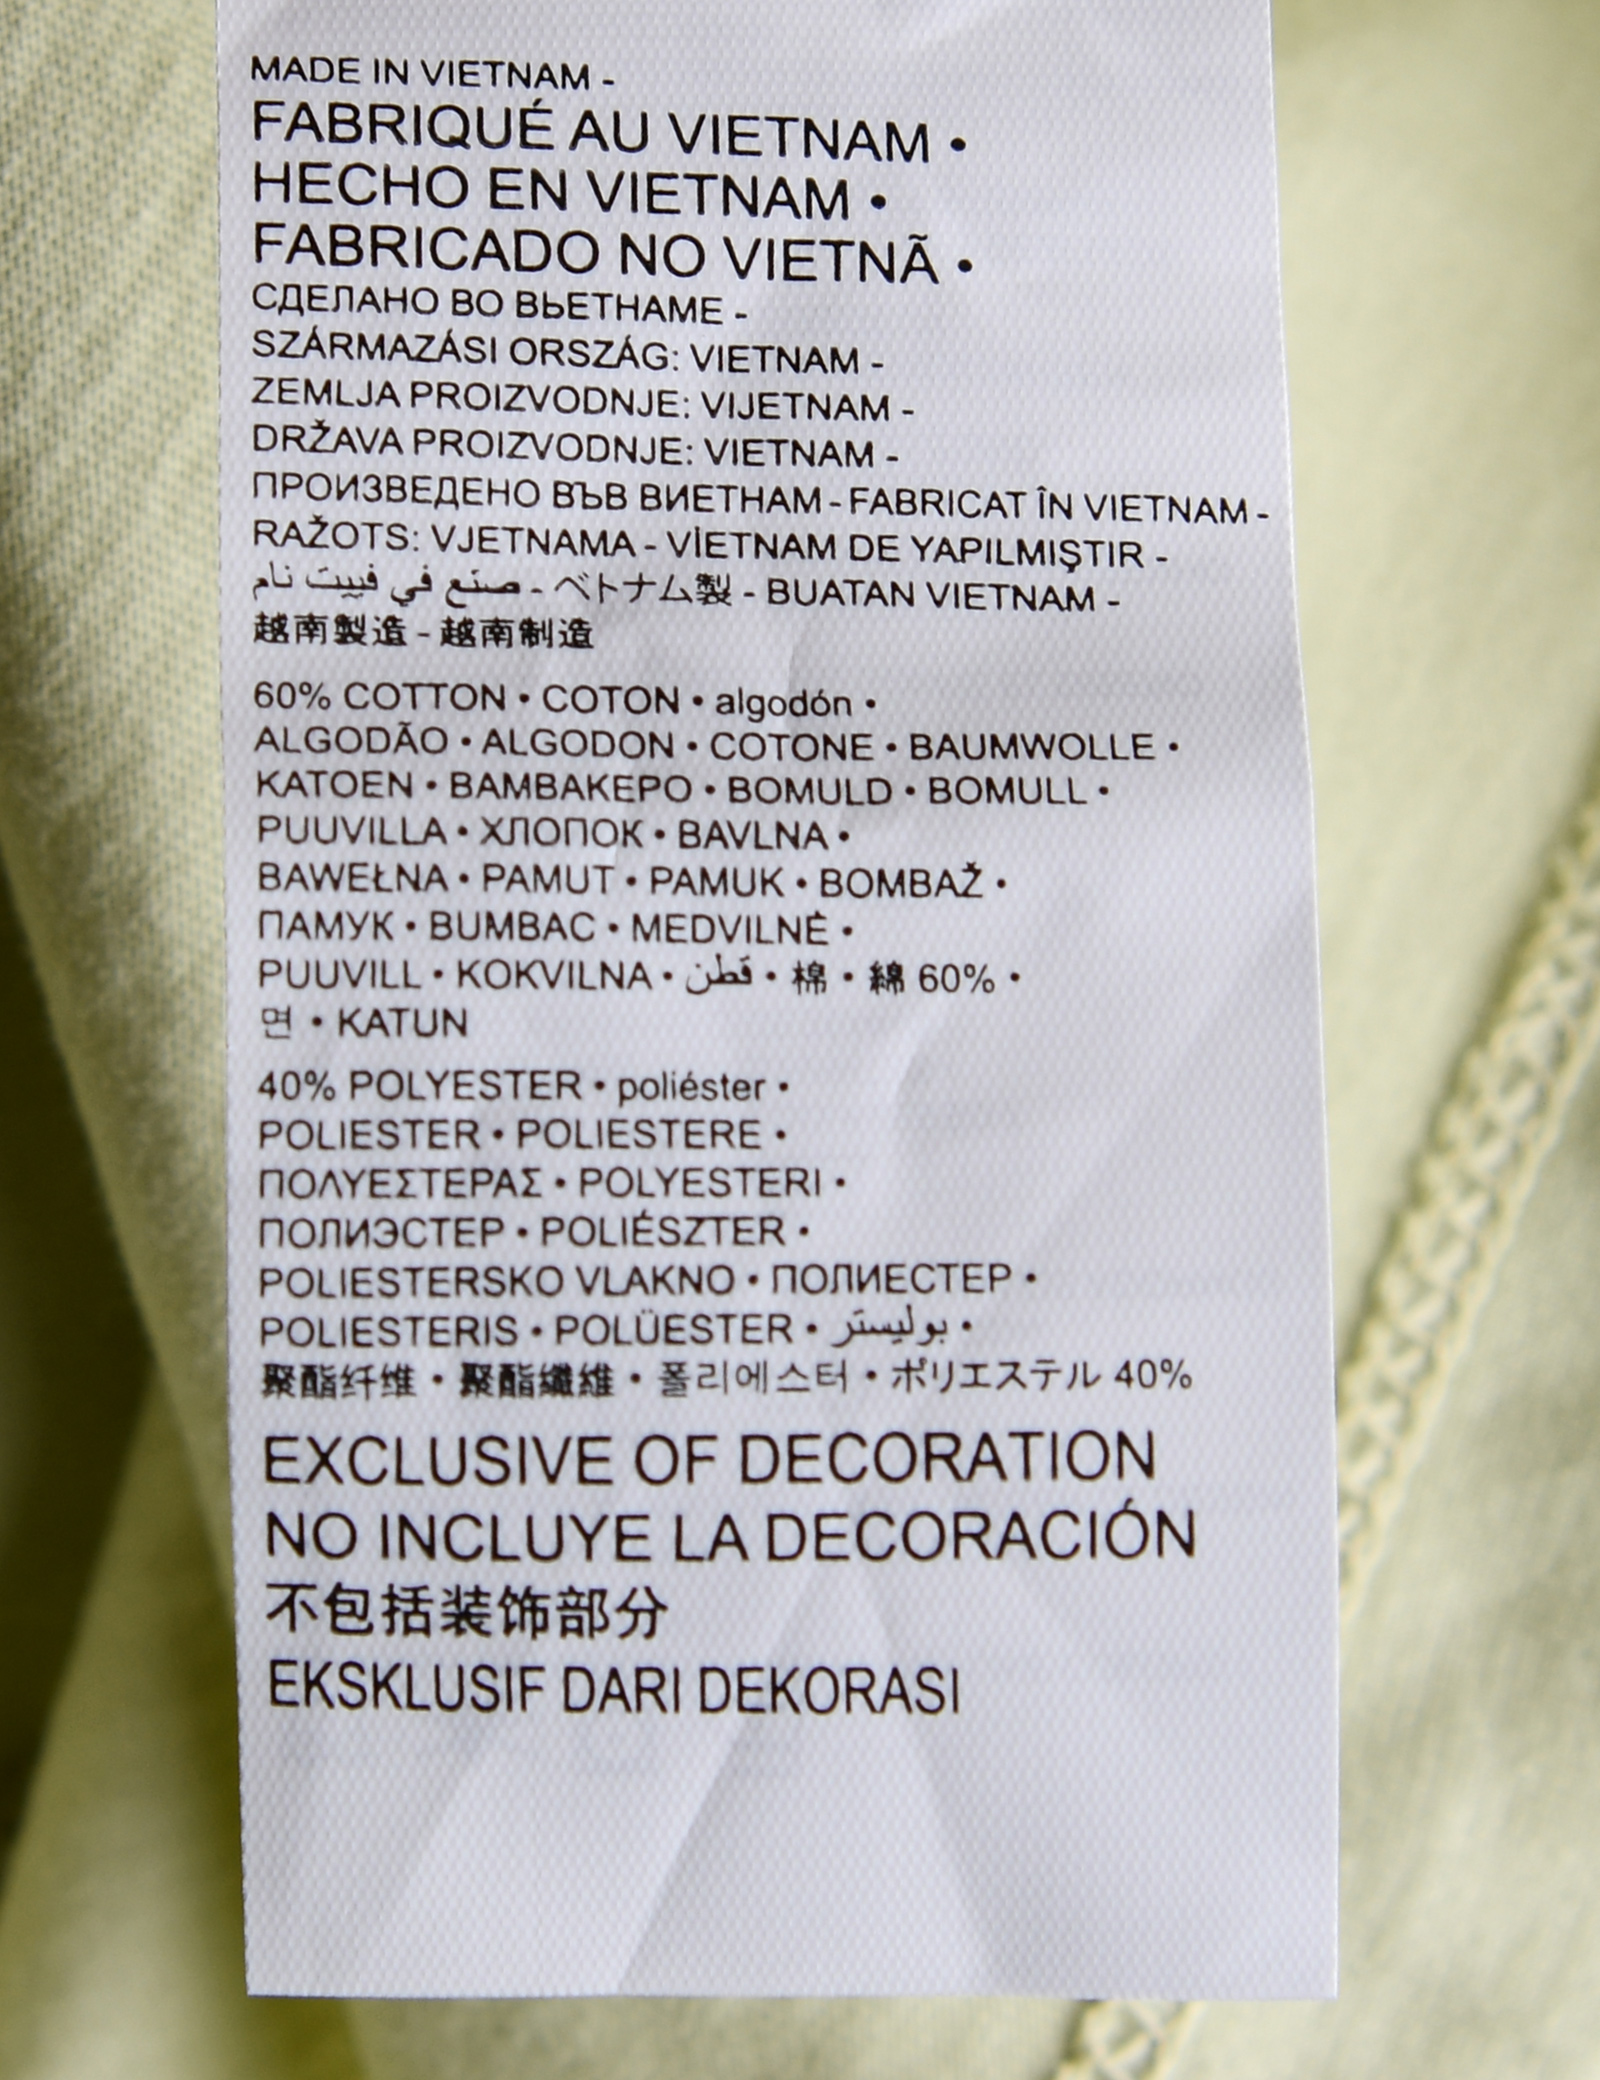 MADE IN VIETNAM -
FABRIQUÉ AU VIETNAM •
HECHO EN VIETNAM •
FABRICADO NO VIETNÃ •
СДЕЛАНО ВО ВЬЕТНАМЕ -
SZÁRMAZÁSI ORSZÁG: VIETNAM -
ZEMLJA PROIZVODNJE: VIJETNAM -
DRŽAVA PROIZVODNJE: VIETNAM -
ПРОИЗВЕДЕНО ВЪВ ВИЕТНАМ - FABRICAT ÎN VIETNAM -
RAŽOTS: VJETNAMA - VİETNAM DE YAPILMIŞTIR -
صنع في فييت نام - ベトナム製 - BUATAN VIETNAM -
越南製造 - 越南制造
60% COTTON • COTON • algodón •
ALGODÃO • ALGODON • COTONE • BAUMWOLLE •
KATOEN • ΒΑΜΒΑΚΕΡΟ • BOMULD • BOMULL •
PUUVILLA • ХЛОПОК • BAVLNA •
BAWEŁNA • PAMUT • PAMUK • BOMBAŽ •
ПАМУК • BUMBAC • MEDVILNĖ •
PUUVILL • KOKVILNA • قطن • 棉 • 綿 60% •
면 • KATUN
40% POLYESTER • poliéster •
POLIESTER • POLIESTERE •
ΠΟΛΥΕΣΤΕΡΑΣ • POLYESTERI •
ПОЛИЭСТЕР • POLIÉSZTER •
POLIESTERSKO VLAKNO • ПОЛИЕСТЕР •
POLIESTERIS • POLÜESTER • بوليستر •
聚酯纤维 • 聚酯纖維 • 폴리에스터 • ポリエステル 40%
EXCLUSIVE OF DECORATION
NO INCLUYE LA DECORACIÓN
不包括装饰部分
EKSKLUSIF DARI DEKORASI